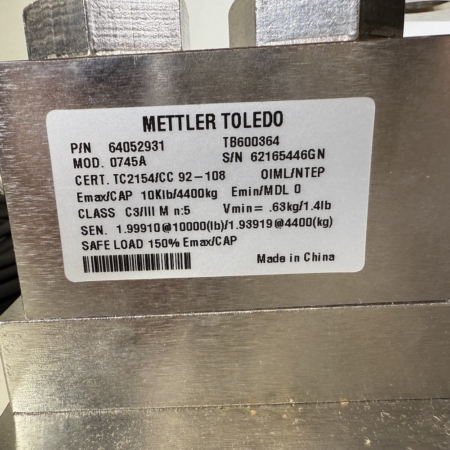 METTLER TOLEDO
P/N 64052931 TB600364
MOD. 0745A S/N 62165446GN
CERT. TC2154/CC 92-108 OIML/NTEP
Emax/CAP 10Klb/4400kg Emin/MDL 0
CLASS C3/III M n:5 Vmin= .63kg/1.4lb
SEN. 1.99910@10000(lb)/1.93919@4400(kg)
SAFE LOAD 150% Emax/CAP
Made in China